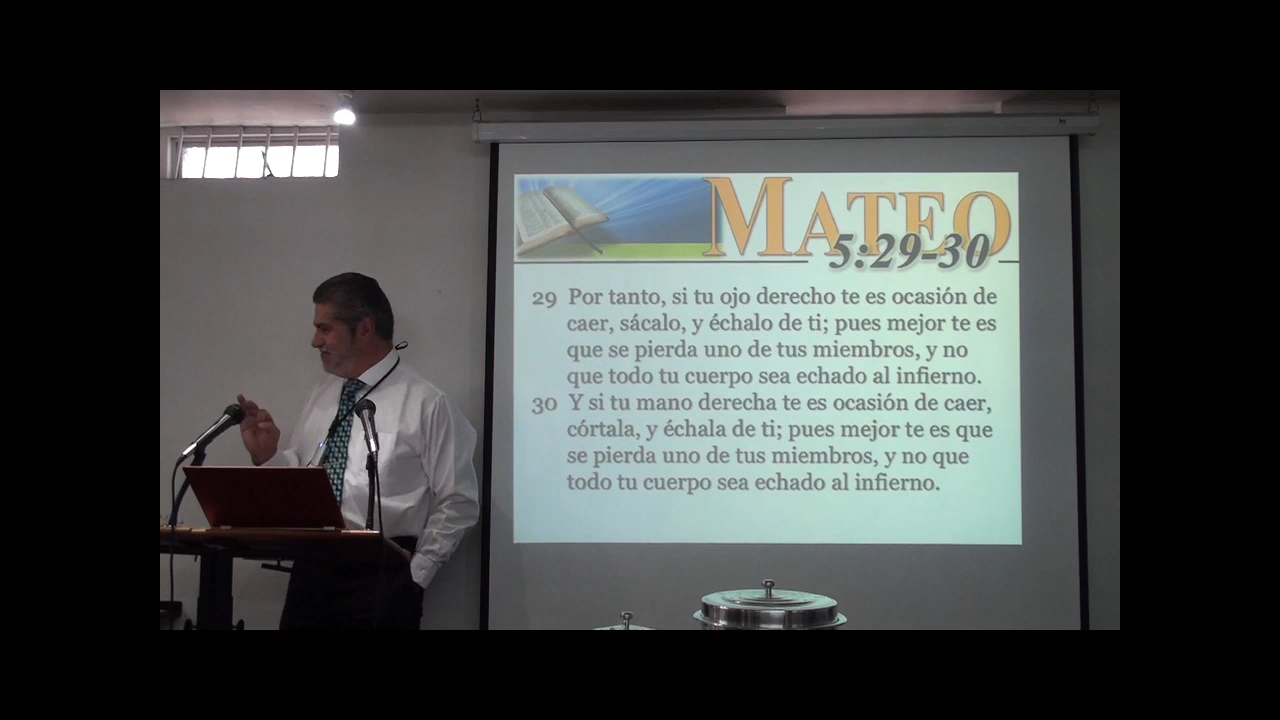 MATEO
5:29-30
29 Por tanto, si tu ojo derecho te es ocasión de
caer, sácalo, y échalo de ti; pues mejor te es
que se pierda uno de tus miembros, y no
que todo tu cuerpo sea echado al infierno.
30 Y si tu mano derecha te es ocasión de caer,
córtala, y échala de ti; pues mejor te es que
se pierda uno de tus miembros, y no que
todo tu cuerpo sea echado al infierno.